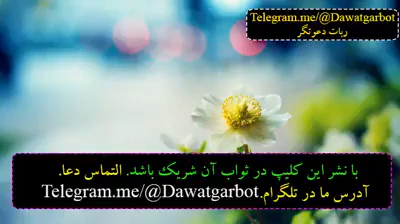 Telegram.me/@Dawatgarbot
ربات دعوتگر
با نشر این کلیپ در ثواب آن شریک باشد. التماس دعا.
آدرس ما در تلگرام.Telegram.me/@Dawatgarbot